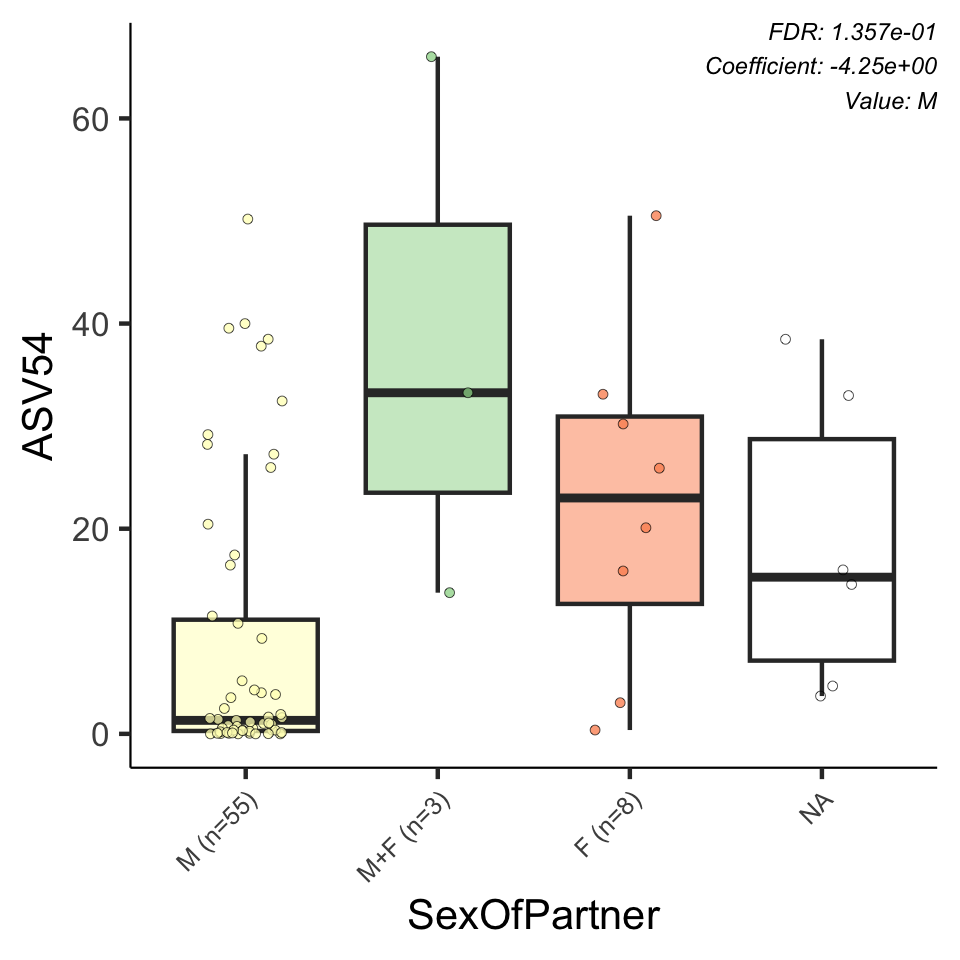 FDR: 1.357e-01
Coefficient: -4.25e+00
Value: M
60
40
20
0
ASV54
M (n=55)
M+F (n=3)
F (n=8)
NA
SexOfPartner